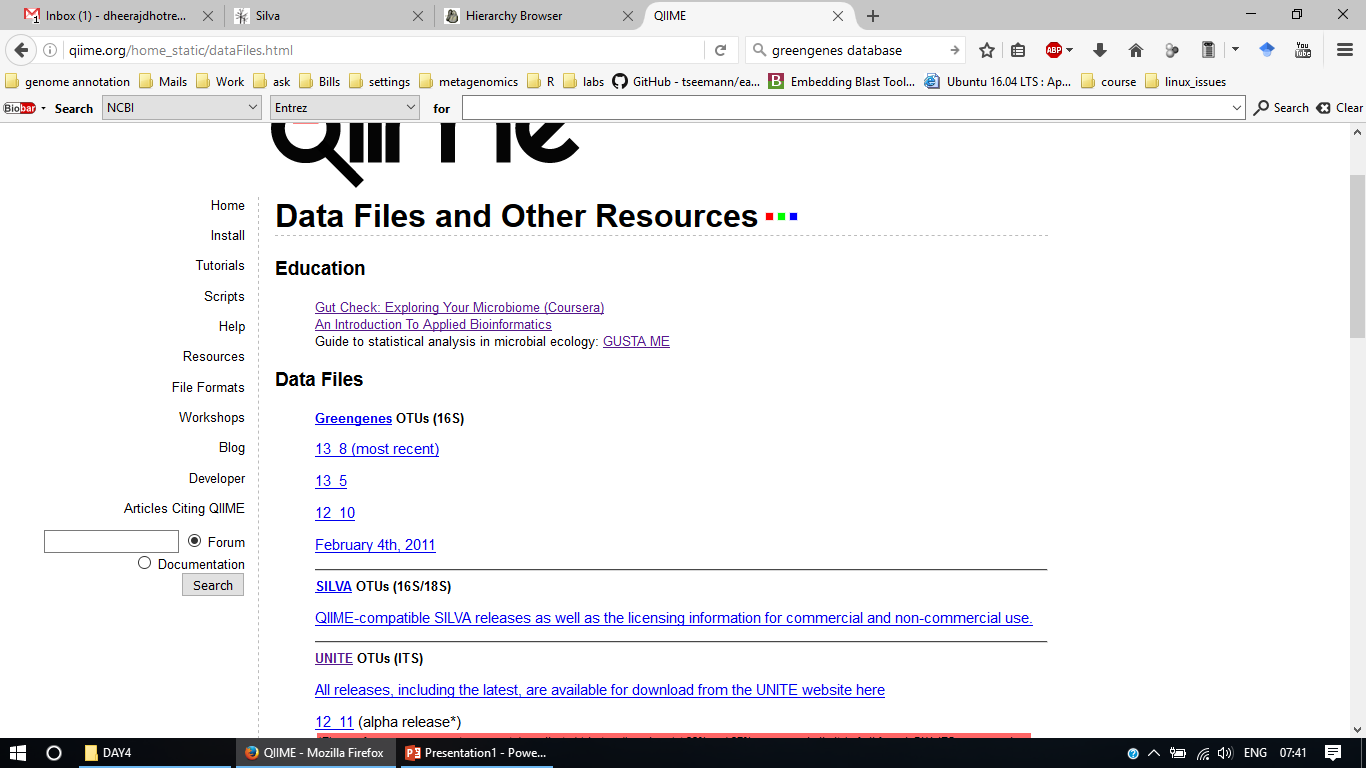 Inbox (1) - dheerajdhotre...
Silva
Hierarchy Browser
QIIME
qiime.org/home_static/dataFiles.html
greengenes database
ABP
You Tube
genome annotation
Mails
Work
ask
Bills
settings
metagenomics
R
labs
GitHub - tseemann/ea...
B
Embedding Blast Tool...
Ubuntu 16.04 LTS : Ap...
course
linux_issues
Biobar
Search
NCBI
Entrez
for
Search
Clear
Qiime
Home
Install
Tutorials
Scripts
Help
Resources
File Formats
Workshops
Blog
Developer
Articles Citing QIIME
Forum
Documentation
Search
Data Files and Other Resources
Education
Gut Check: Exploring Your Microbiome (Coursera)
An Introduction To Applied Bioinformatics
Guide to statistical analysis in microbial ecology: GUSTA ME
Data Files
Greengenes OTUs (16S)
13_8 (most recent)
13_5
12_10
February 4th, 2011
SILVA OTUs (16S/18S)
QIIME-compatible SILVA releases as well as the licensing information for commercial and non-commercial use.
UNITE OTUs (ITS)
All releases, including the latest, are available for download from the UNITE website here
12_11 (alpha release*)
DAY4
QIIME - Mozilla Firefox
Presentation1 - Powe...
ENG
07:41